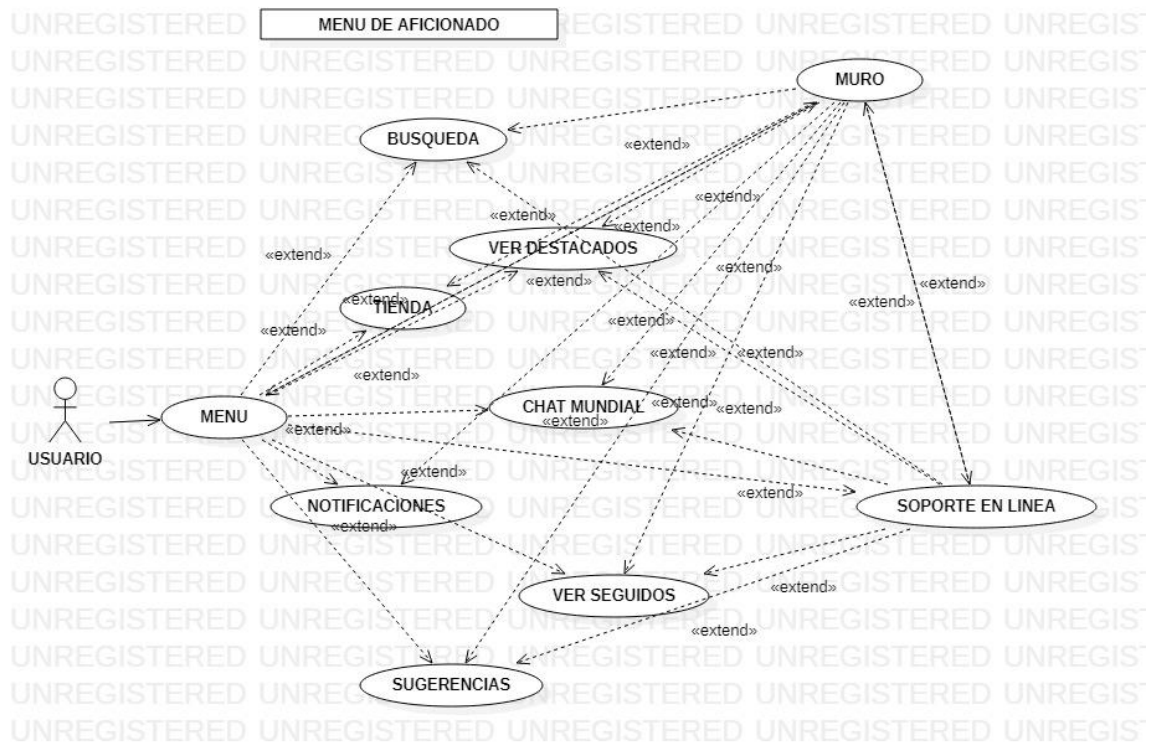 MENU DE AFICIONADO
MURO
BUSQUEDA
«extend»
«extend»
«extend»
«extend»
VER DESTACADOS
«extend»
«extend»
«extend»
«extend»
«extend»
«extend»
TIENDA
«extend»
«extend»
«extend»
«extend»
«extend»
«extend»
CHAT MUNDIAL
«extend»
MENU
«extend»
«extend»
USUARIO
«extend»
«extend»
NOTIFICACIONES
SOPORTE EN LINEA
«extend»
«extend»
VER SEGUIDOS
«extend»
SUGERENCIAS
UNREGISTERED